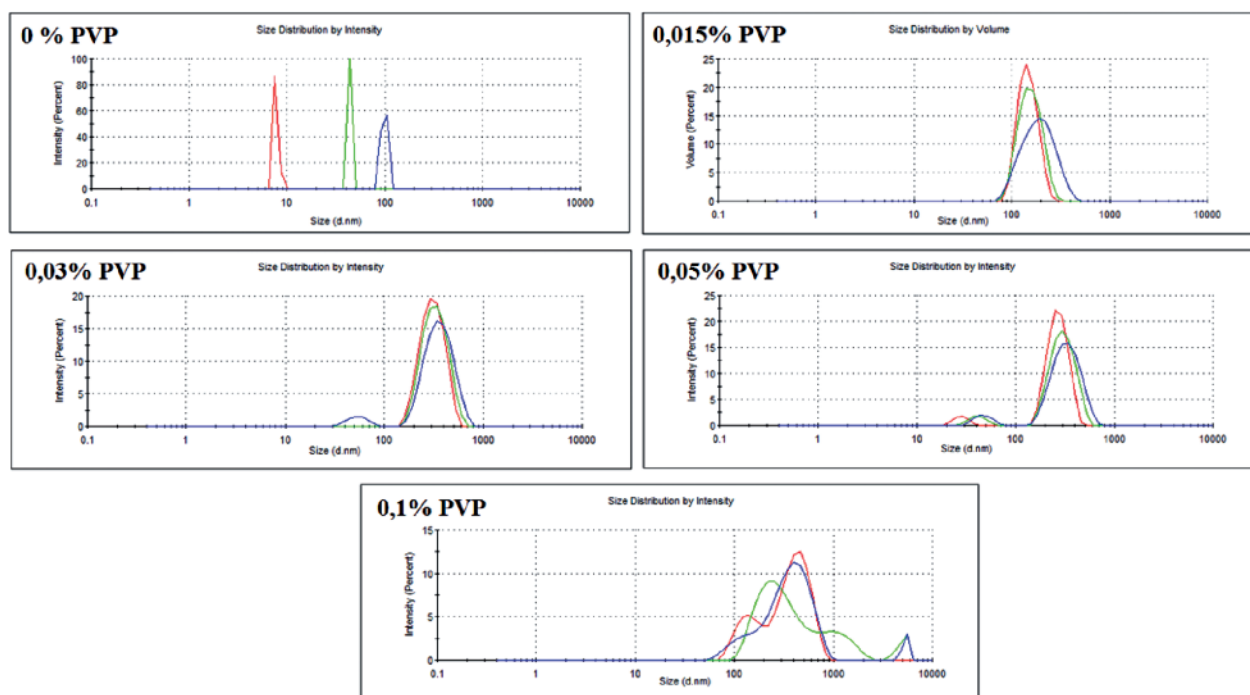 0 % PVP
Size Distribution by Intensity
Intensity (Percent)
100
80
60
40
20
0
0.1 1 10 100 1000 10000
Size (d.nm)
0,015% PVP
Size Distribution by Volume
Volume (Percent)
25
20
15
10
5
0
0.1 1 10 100 1000 10000
Size (d.nm)
0,03% PVP
Size Distribution by Intensity
Intensity (Percent)
20
15
10
5
0
0.1 1 10 100 1000 10000
Size (d.nm)
0,05% PVP
Size Distribution by Intensity
Intensity (Percent)
25
20
15
10
5
0
0.1 1 10 100 1000 10000
Size (d.nm)
0,1% PVP
Size Distribution by Intensity
Intensity (Percent)
15
10
5
0
0.1 1 10 100 1000 10000
Size (d.nm)